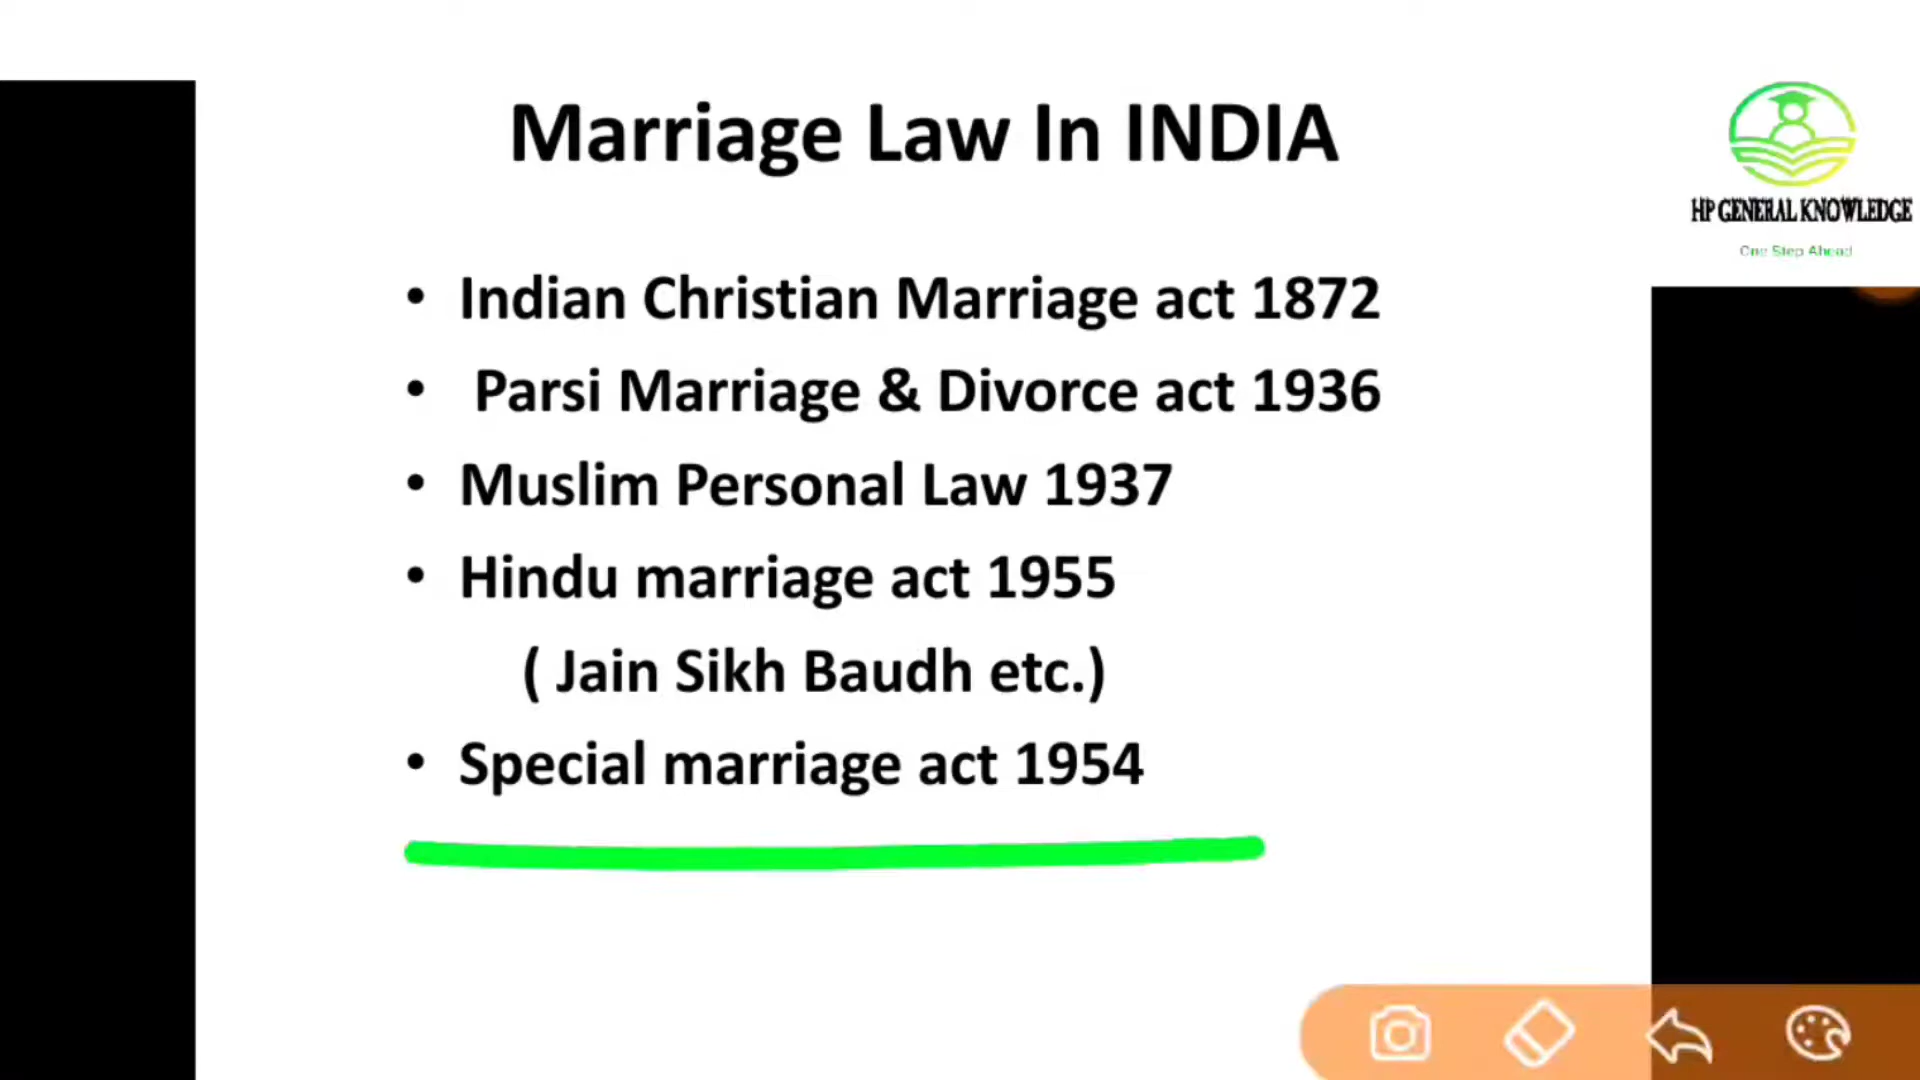 Marriage Law In INDIA
HP GENERAL KNOWLEDGE
One Step Ahead
• Indian Christian Marriage act 1872
• Parsi Marriage & Divorce act 1936
• Muslim Personal Law 1937
• Hindu marriage act 1955
( Jain Sikh Baudh etc.)
• Special marriage act 1954